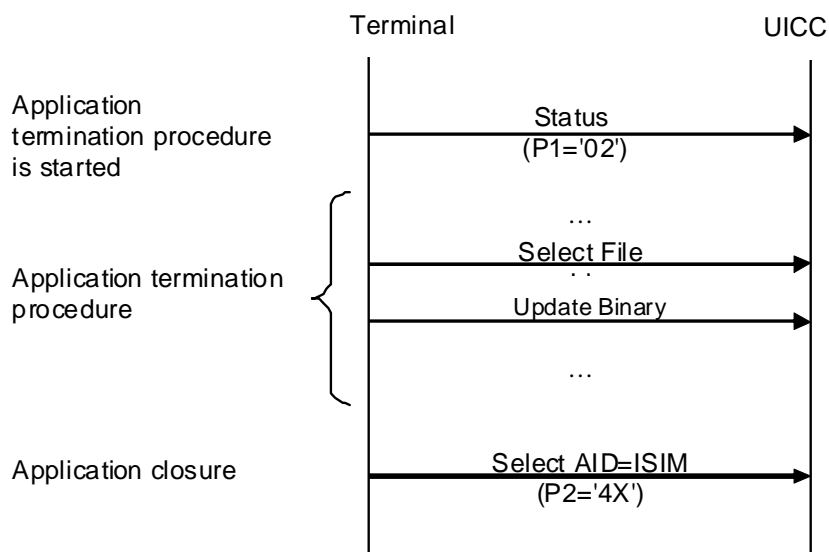 Terminal
UICC
Application
termination procedure
is started
Status
(P1='02')
...
Select File
. .
Application termination
procedure
Update Binary
...
Application closure
Select AID=ISIM
(P2='4X')